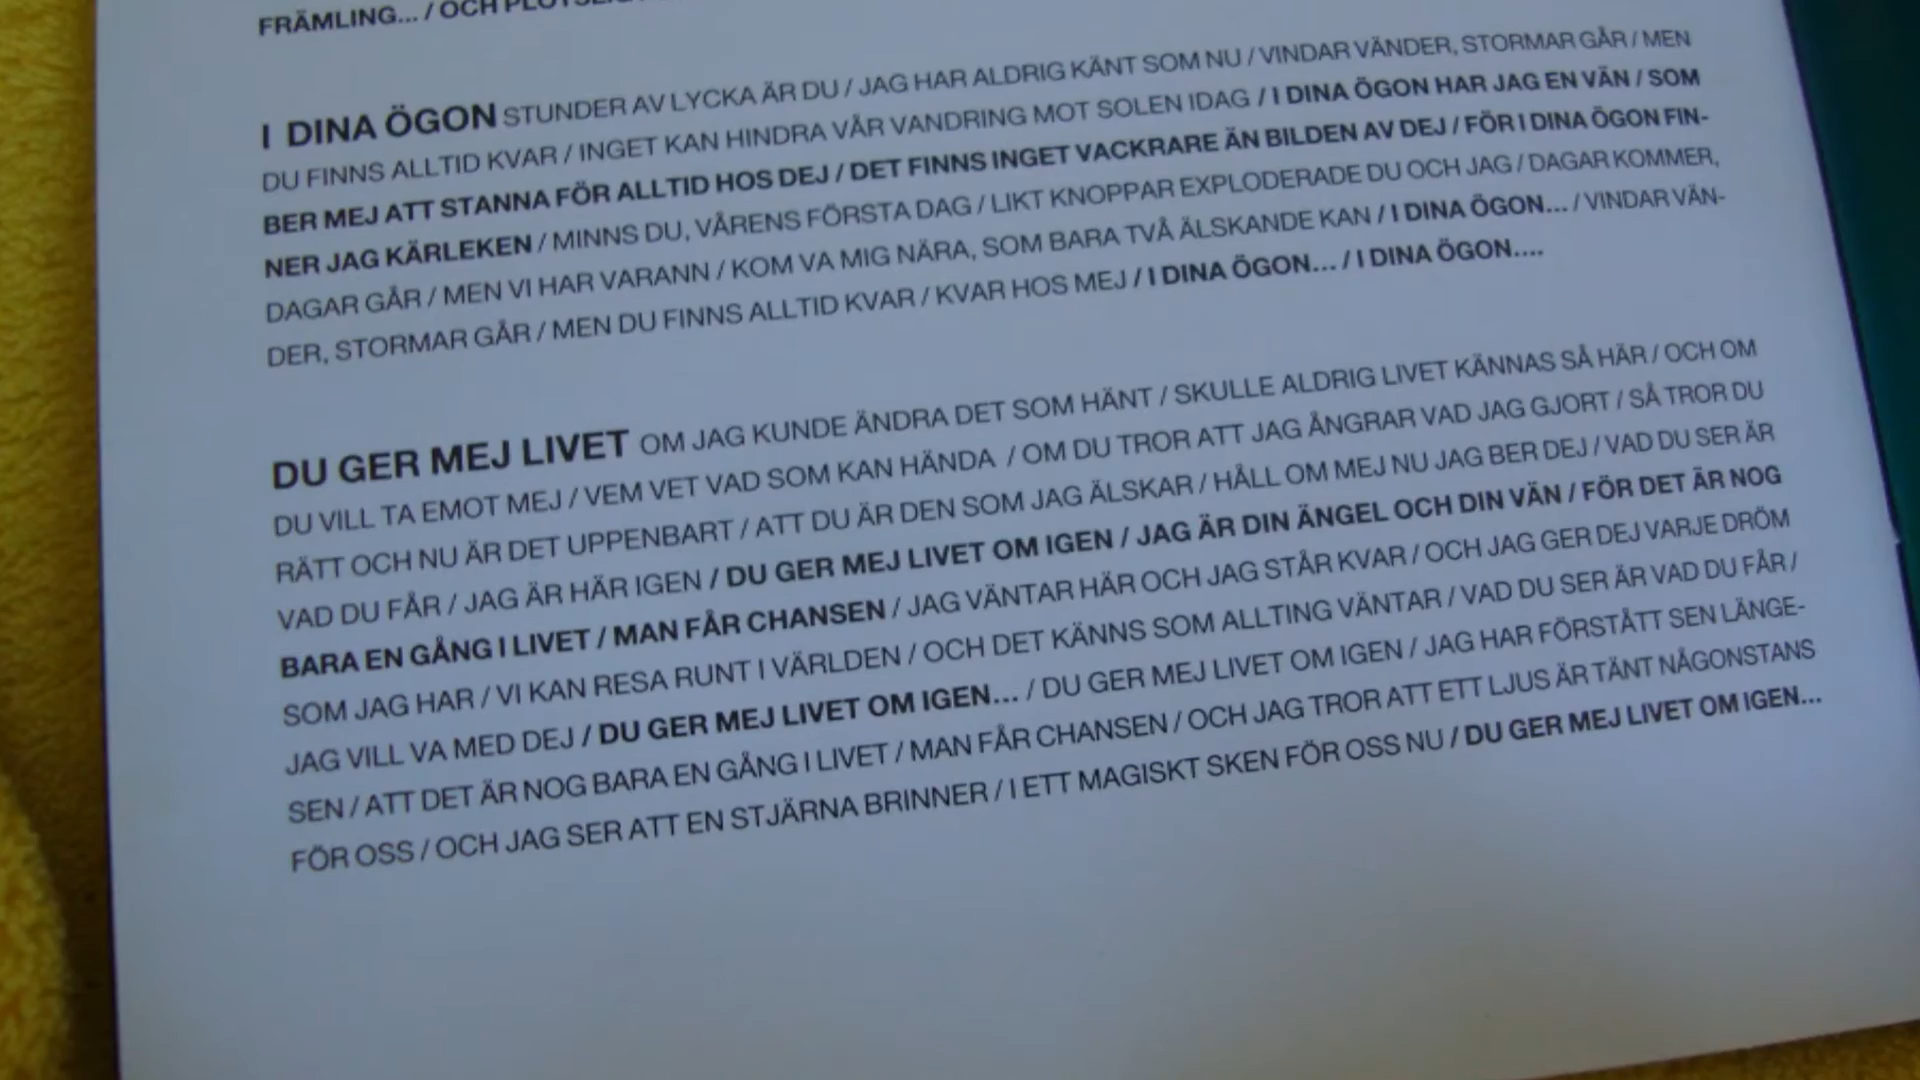 FRÄMLING... / OCH
I DINA ÖGON STUNDER AV LYCKA ÄR DU / JAG HAR ALDRIG KÄNT SOM NU / VINDAR VÄNDER, STORMAR GÅR / MEN
DU FINNS ALLTID KVAR / INGET KAN HINDRA VÅR VANDRING MOT SOLEN IDAG / I DINA ÖGON HAR JAG EN VÄN / SOM
BER MEJ ATT STANNA FÖR ALLTID HOS DEJ / DET FINNS INGET VACKRARE ÄN BILDEN AV DEJ / FÖR I DINA ÖGON FIN-
NER JAG KÄRLEKEN / MINNS DU, VÅRENS FÖRSTA DAG / LIKT KNOPPAR EXPLODERADE DU OCH JAG / DAGAR KOMMER,
DAGAR GÅR / MEN VI HAR VARANN / KOM VA MIG NÄRA, SOM BARA TVÅ ÄLSKANDE KAN / I DINA ÖGON... / VINDAR VÄN-
DER, STORMAR GÅR / MEN DU FINNS ALLTID KVAR / KVAR HOS MEJ / I DINA ÖGON... / I DINA ÖGON....
DU GER MEJ LIVET OM JAG KUNDE ÄNDRA DET SOM HÄNT / SKULLE ALDRIG LIVET KÄNNAS SÅ HÄR / OCH OM
DU VILL TA EMOT MEJ / VEM VET VAD SOM KAN HÄNDA / OM DU TROR ATT JAG ÅNGRAR VAD JAG GJORT / SÅ TROR DU
RÄTT OCH NU ÄR DET UPPENBART / ATT DU ÄR DEN SOM JAG ÄLSKAR / HÅLL OM MEJ NU JAG BER DEJ / VAD DU SER ÄR
VAD DU FÅR / JAG ÄR HÄR IGEN / DU GER MEJ LIVET OM IGEN / JAG ÄR DIN ÄNGEL OCH DIN VÄN / FÖR DET ÄR NOG
BARA EN GÅNG I LIVET / MAN FÅR CHANSEN / JAG VÄNTAR HÄR OCH JAG STÅR KVAR / OCH JAG GER DEJ VARJE DRÖM
SOM JAG HAR / VI KAN RESA RUNT I VÄRLDEN / OCH DET KÄNNS SOM ALLTING VÄNTAR / VAD DU SER ÄR VAD DU FÅR /
JAG VILL VA MED DEJ / DU GER MEJ LIVET OM IGEN... / DU GER MEJ LIVET OM IGEN / JAG HAR FÖRSTÅTT SEN LÄNGE-
SEN / ATT DET ÄR NOG BARA EN GÅNG I LIVET / MAN FÅR CHANSEN / OCH JAG TROR ATT ETT LJUS ÄR TÄNT NÅGONSTANS
FÖR OSS / OCH JAG SER ATT EN STJÄRNA BRINNER / I ETT MAGISKT SKEN FÖR OSS NU / DU GER MEJ LIVET OM IGEN...